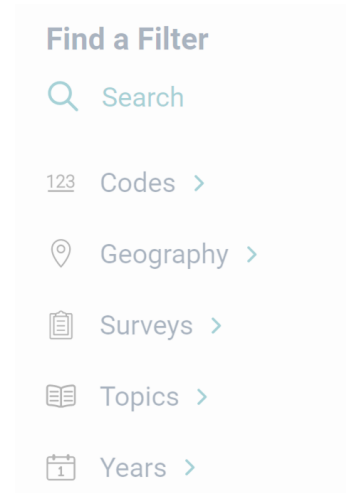 Find a Filter
Search
123 Codes
Geography
Surveys
Topics
1 Years